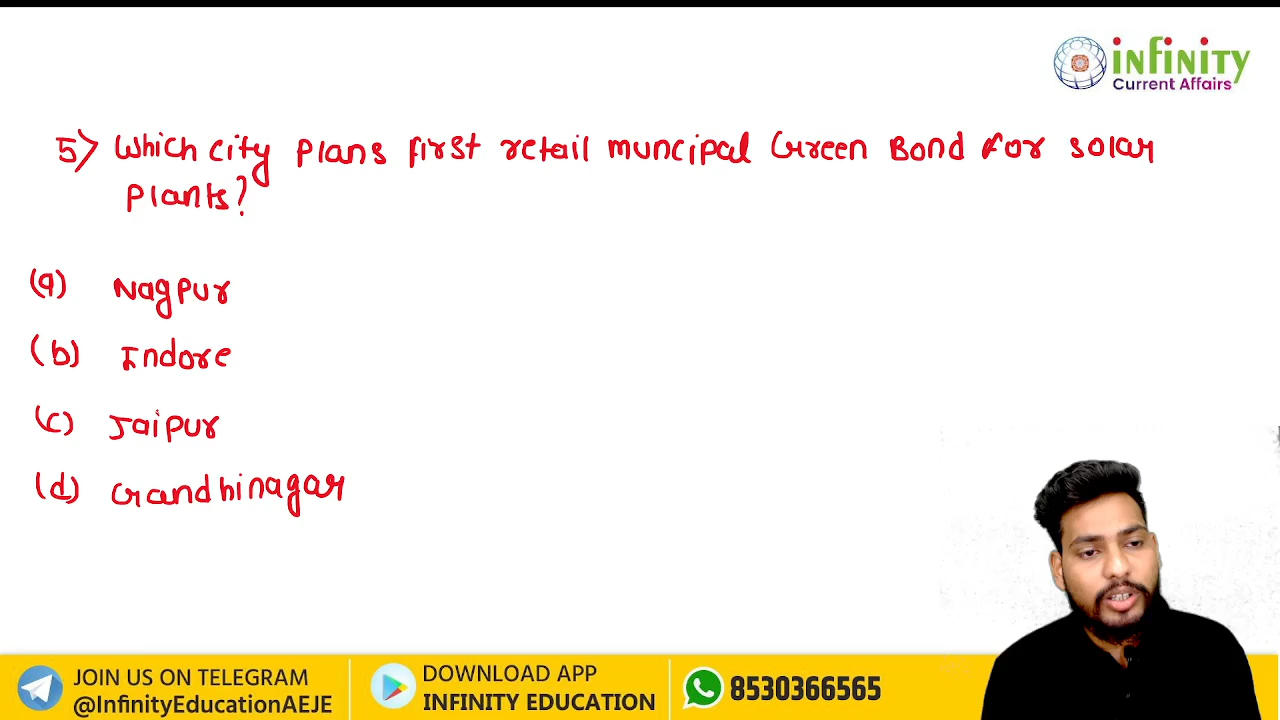 infinity
Current Affairs
5) Which city Plans first retail muncipal Green Bond for solar
Plants?
(a) Nagpur
(b) Indore
(c) Jaipur
(d) Gandhinagar
JOIN US ON TELEGRAM
@InfinityEducationAEJE
DOWNLOAD APP
INFINITY EDUCATION
8530366565